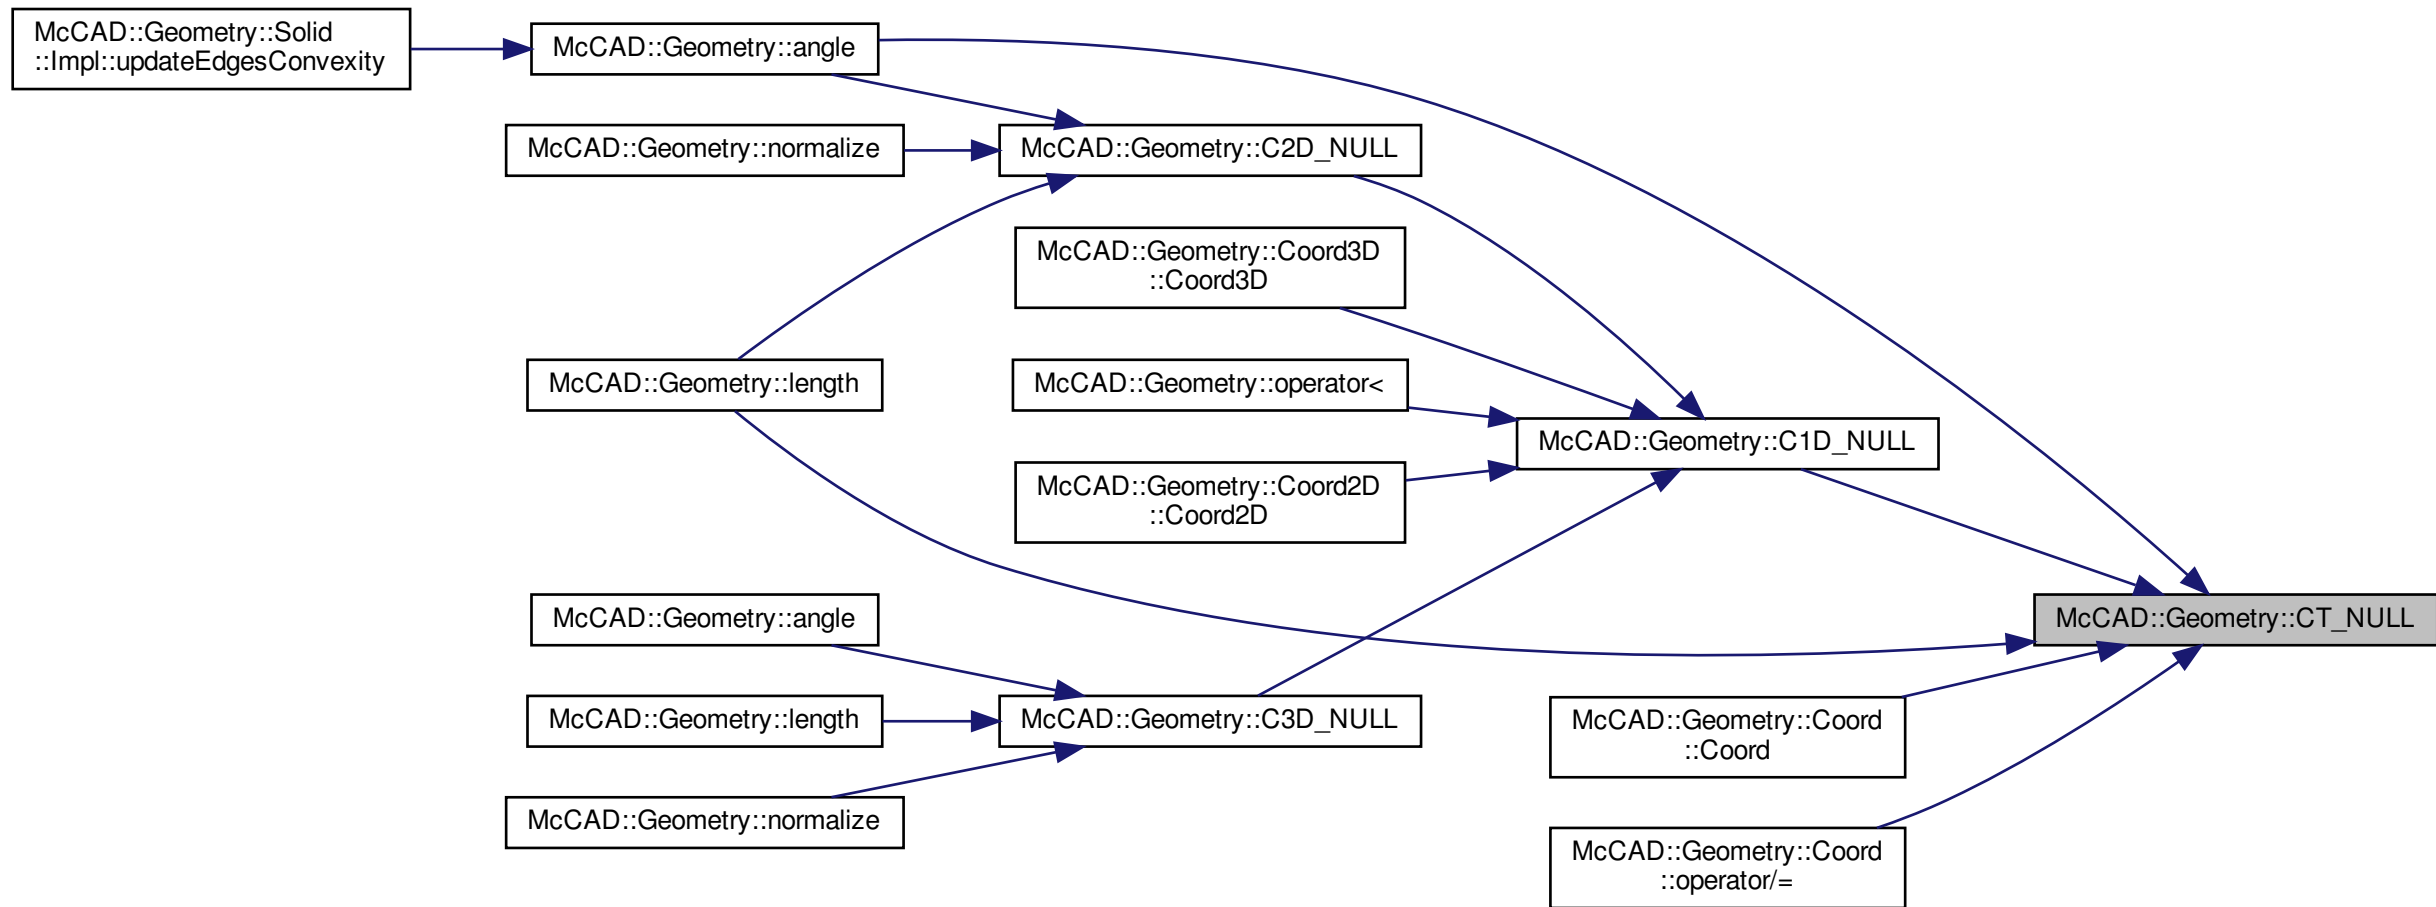 McCAD::Geometry::Solid
::Impl::updateEdgesConvexity
McCAD::Geometry::angle
McCAD::Geometry::normalize
McCAD::Geometry::C2D_NULL
McCAD::Geometry::Coord3D
::Coord3D
McCAD::Geometry::length
McCAD::Geometry::operator<
McCAD::Geometry::C1D_NULL
McCAD::Geometry::Coord2D
::Coord2D
McCAD::Geometry::angle
McCAD::Geometry::CT_NULL
McCAD::Geometry::length
McCAD::Geometry::C3D_NULL
McCAD::Geometry::Coord
::Coord
McCAD::Geometry::normalize
McCAD::Geometry::Coord
::operator/=